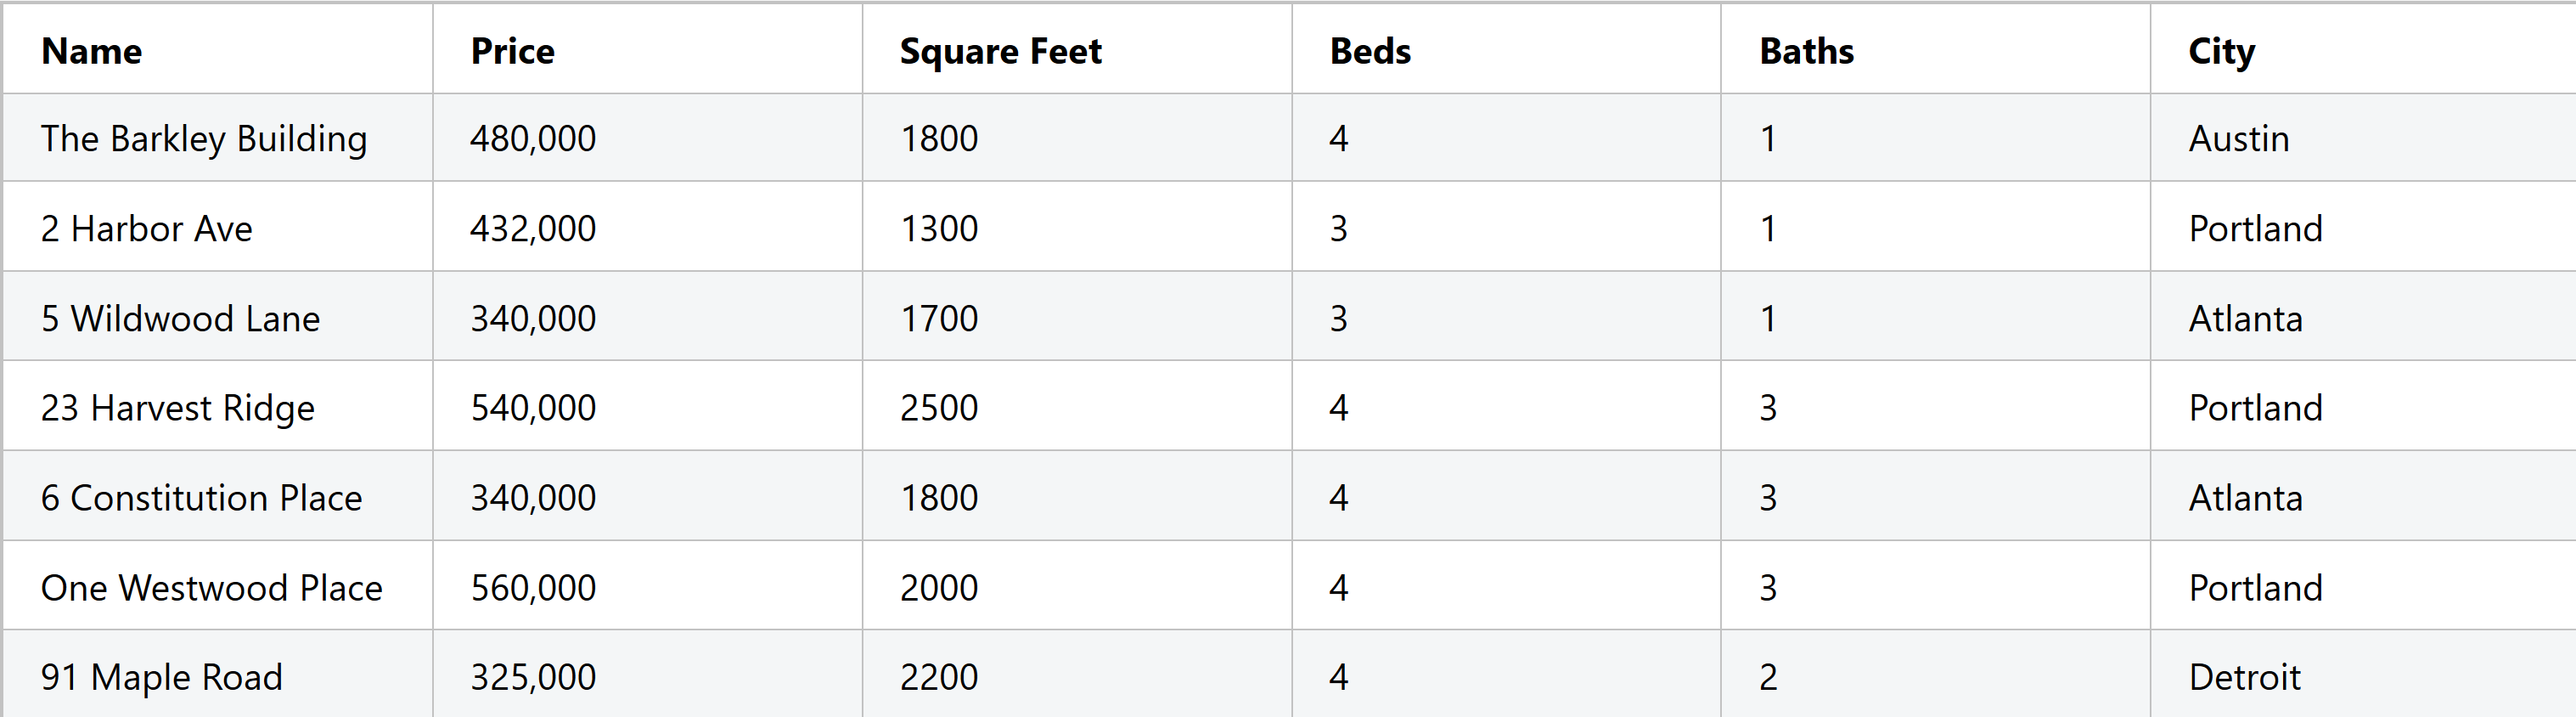 Name Price Square Feet Beds Baths City
The Barkley Building 480,000 1800 4 1 Austin
2 Harbor Ave 432,000 1300 3 1 Portland
5 Wildwood Lane 340,000 1700 3 1 Atlanta
23 Harvest Ridge 540,000 2500 4 3 Portland
6 Constitution Place 340,000 1800 4 3 Atlanta
One Westwood Place 560,000 2000 4 3 Portland
91 Maple Road 325,000 2200 4 2 Detroit